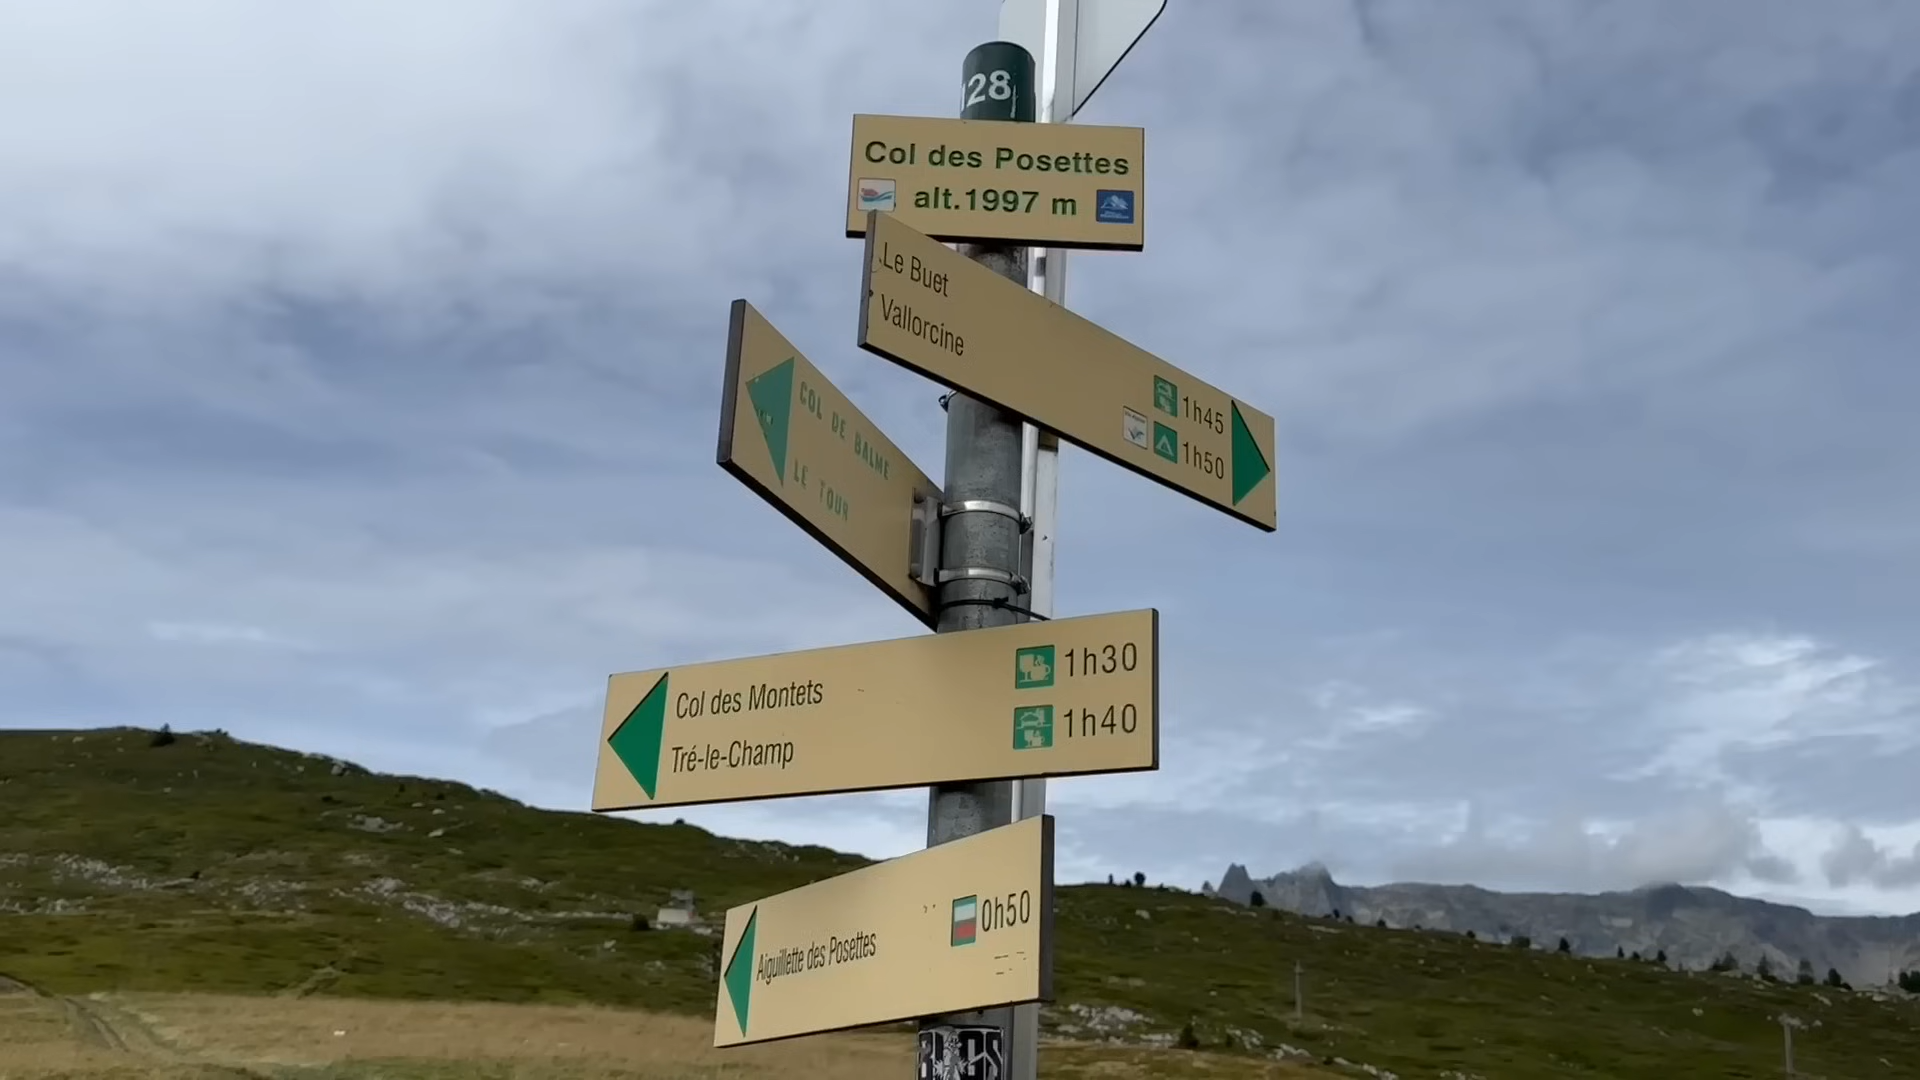 128
Col des Posettes
alt.1997 m
Le Buet 1h45
Vallorcine 1h50
COL DE BALME
LE TOUR
Col des Montets 1h30
Tré-le-Champ 1h40
Aiguillette des Posettes 0h50